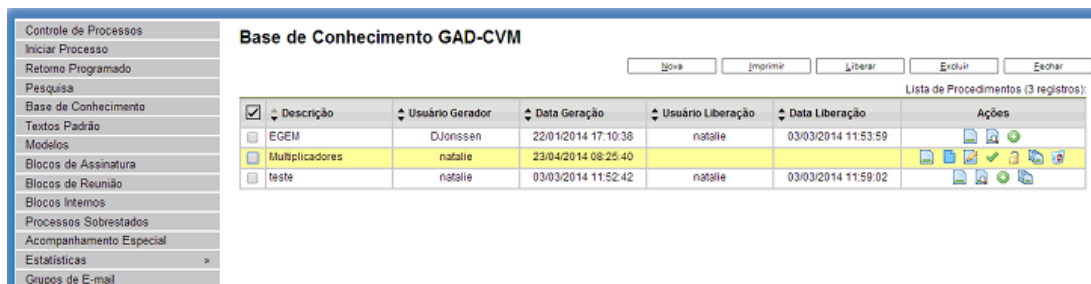 Controle de Processos
Iniciar Processo
Retorno Programado
Pesquisa
Base de Conhecimento
Textos Padrão
Modelos
Blocos de Assinatura
Blocos de Reunião
Blocos Internos
Processos Sobrestados
Acompanhamento Especial
Estatísticas »
Grupos de E-mail
Base de Conhecimento GAD-CVM
Nova Imprimir Liberar Excluir Fechar
Lista de Procedimentos (3 registros):
Descrição Usuário Gerador Data Geração Usuário Liberação Data Liberação Ações
EGEM DJonssen 22/01/2014 17:10:38 natalie 03/03/2014 11:53:59
Multiplicadores natalie 23/04/2014 08:25:40
teste natalie 03/03/2014 11:52:42 natalie 03/03/2014 11:59:02